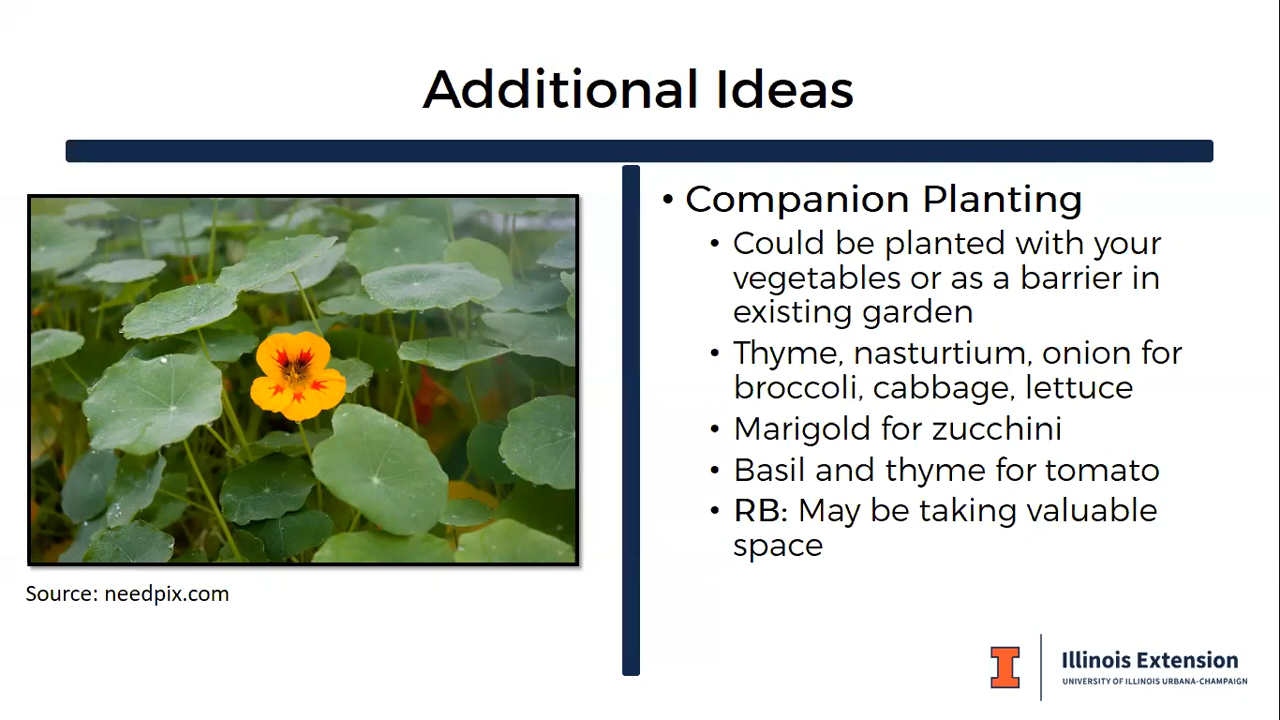 Additional Ideas
• Companion Planting
• Could be planted with your
vegetables or as a barrier in
existing garden
• Thyme, nasturtium, onion for
broccoli, cabbage, lettuce
• Marigold for zucchini
• Basil and thyme for tomato
• RB: May be taking valuable
space
Source: needpix.com
Illinois Extension
UNIVERSITY OF ILLINOIS URBANA-CHAMPAIGN